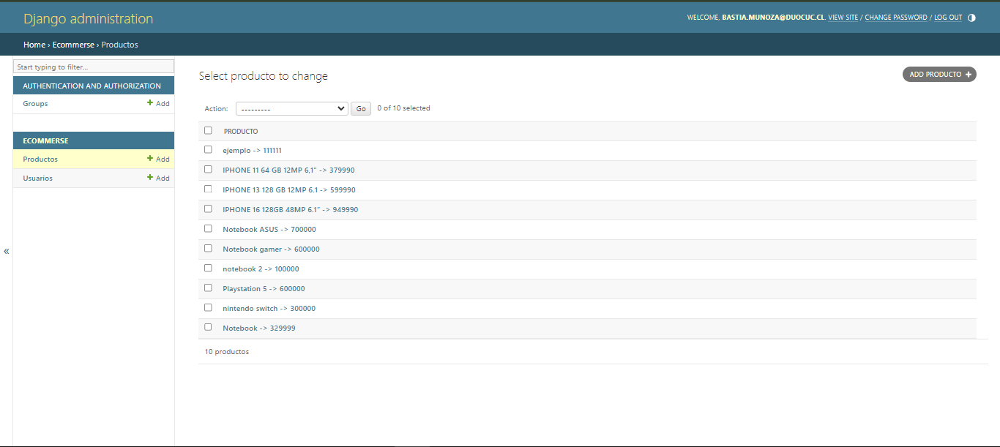 Django administration
WELCOME, BASTIA.MUNOZA@DUOCUC.CL. VIEW SITE / CHANGE PASSWORD / LOG OUT
Home › Ecommerse › Productos
Start typing to filter...
AUTHENTICATION AND AUTHORIZATION
Groups + Add
ECOMMERSE
Productos + Add
Usuarios + Add
«
Select producto to change
ADD PRODUCTO +
Action: --------- Go 0 of 10 selected
PRODUCTO
ejemplo -> 111111
IPHONE 11 64 GB 12MP 6,1" -> 379990
IPHONE 13 128 GB 12MP 6.1 -> 599990
IPHONE 16 128GB 48MP 6.1" -> 949990
Notebook ASUS -> 700000
Notebook gamer -> 600000
notebook 2 -> 100000
Playstation 5 -> 600000
nintendo switch -> 300000
Notebook -> 329999
10 productos